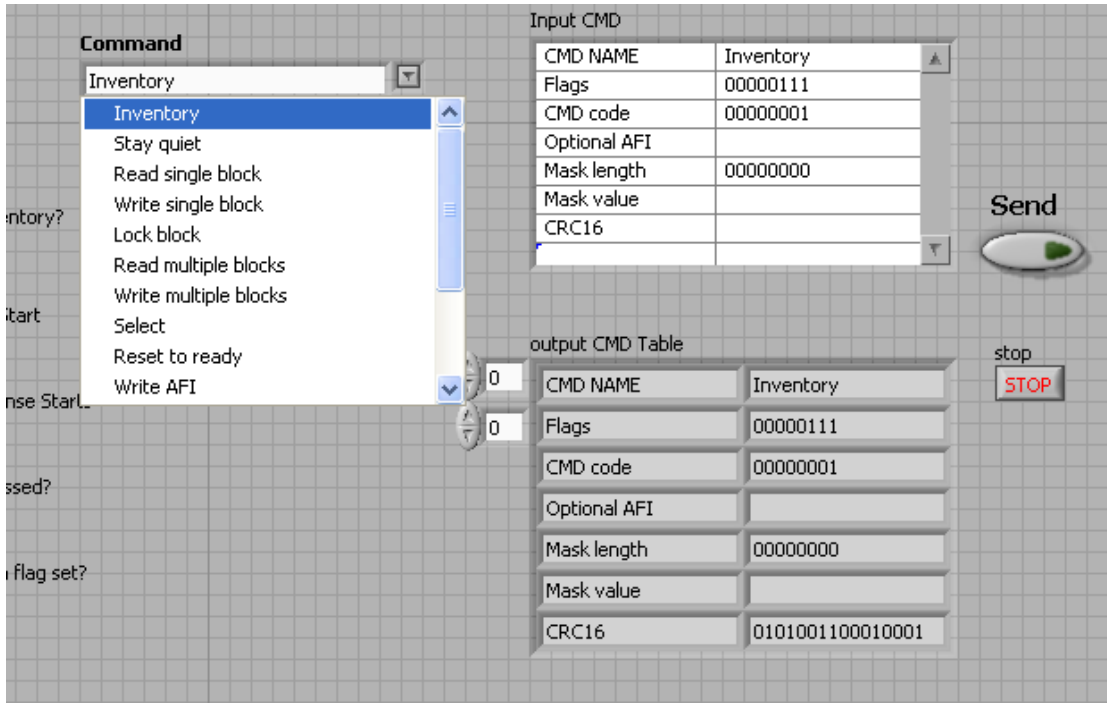 Command
Inventory
Inventory
Stay quiet
Read single block
Write single block
Lock block
Read multiple blocks
Write multiple blocks
Select
Reset to ready
Write AFI
entory?
Start
nse Starts
ssed?
flag set?
Input CMD
CMD NAME Inventory
Flags 00000111
CMD code 00000001
Optional AFI
Mask length 00000000
Mask value
CRC16
Send
output CMD Table
0
0
CMD NAME Inventory
Flags 00000111
CMD code 00000001
Optional AFI
Mask length 00000000
Mask value
CRC16 0101001100010001
stop
STOP